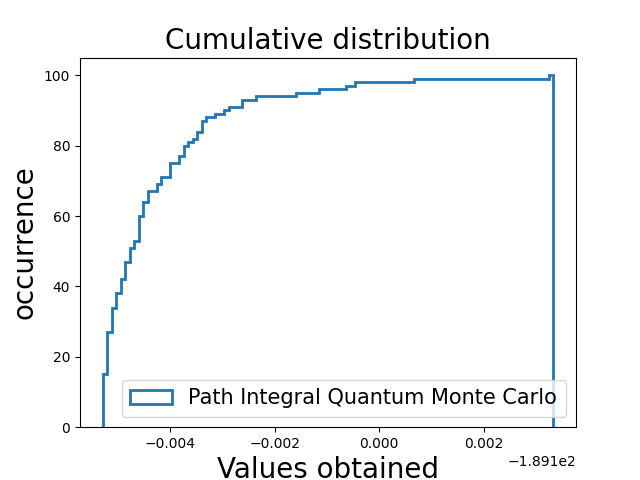 Cumulative distribution
100
80
60
40
20
0
occurrence
Path Integral Quantum Monte Carlo
−0.004
−0.002
0.000
0.002
−1.891e2
Values obtained